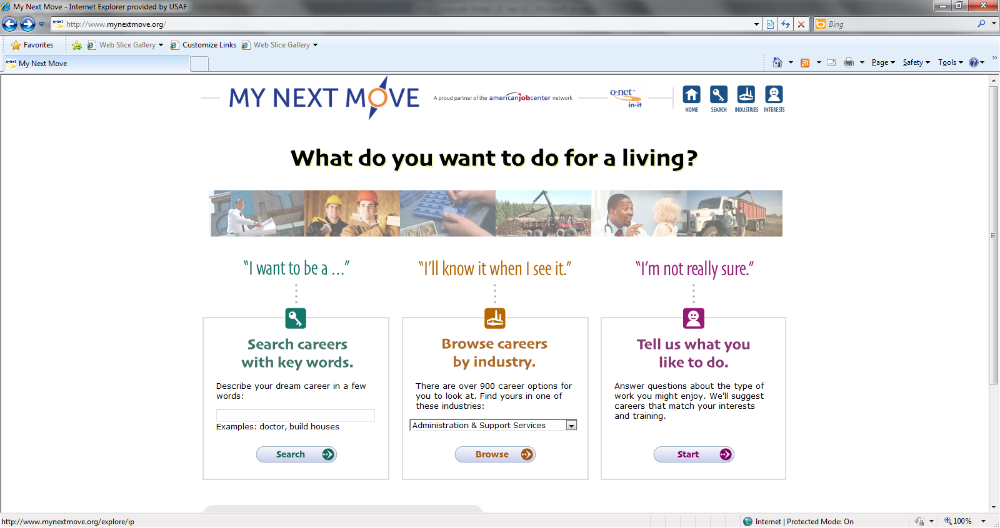 My Next Move - Internet Explorer provided by USAF
o·net http://www.mynextmove.org/
Bing
Favorites Web Slice Gallery Customize Links Web Slice Gallery
o·net My Next Move
Page Safety Tools
MY NEXT MOVE
A proud partner of the americanjobcenter network
o·net™
in-it
HOME SEARCH INDUSTRIES INTERESTS
What do you want to do for a living?
“I want to be a ...”
Search careers
with key words.
Describe your dream career in a few
words:
Examples: doctor, build houses
Search
“I’ll know it when I see it.”
Browse careers
by industry.
There are over 900 career options for
you to look at. Find yours in one of
these industries:
Administration & Support Services
Browse
“I’m not really sure.”
Tell us what you
like to do.
Answer questions about the type of
work you might enjoy. We'll suggest
careers that match your interests
and training.
Start
http://www.mynextmove.org/explore/ip
Internet | Protected Mode: On
100%